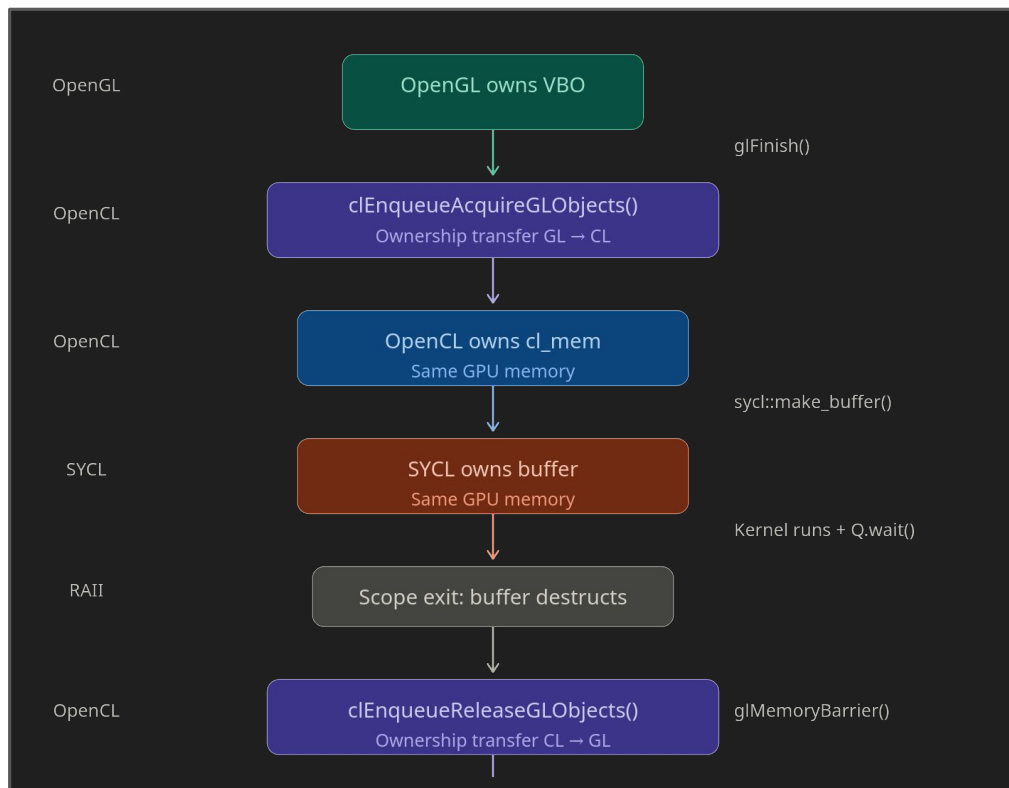 OpenGL
OpenGL owns VBO
glFinish()
OpenCL
clEnqueueAcquireGLObjects()
Ownership transfer GL → CL
OpenCL
OpenCL owns cl_mem
Same GPU memory
sycl::make_buffer()
SYCL
SYCL owns buffer
Same GPU memory
Kernel runs + Q.wait()
RAII
Scope exit: buffer destructs
OpenCL
clEnqueueReleaseGLObjects()
glMemoryBarrier()
Ownership transfer CL → GL